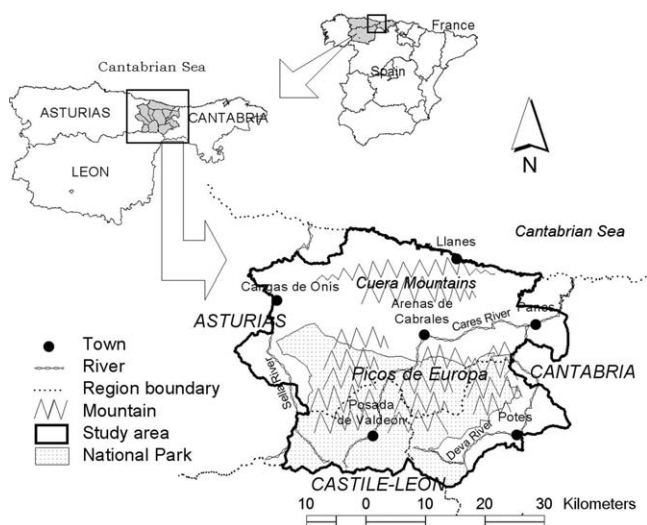 France
Spain
Cantabrian Sea
ASTURIAS
CANTABRIA
LEON
N
Cantabrian Sea
Llanes
Cuera Mountains
Cangas de Onis
Arenas de
Cabrales
Cares River
Panes
ASTURIAS
Picos de Europa
CANTABRIA
Sella River
Posada
de Valdeon
Potes
Deva River
CASTILE-LEON
Town
River
Region boundary
Mountain
Study area
National Park
10 0 10 20 30 Kilometers